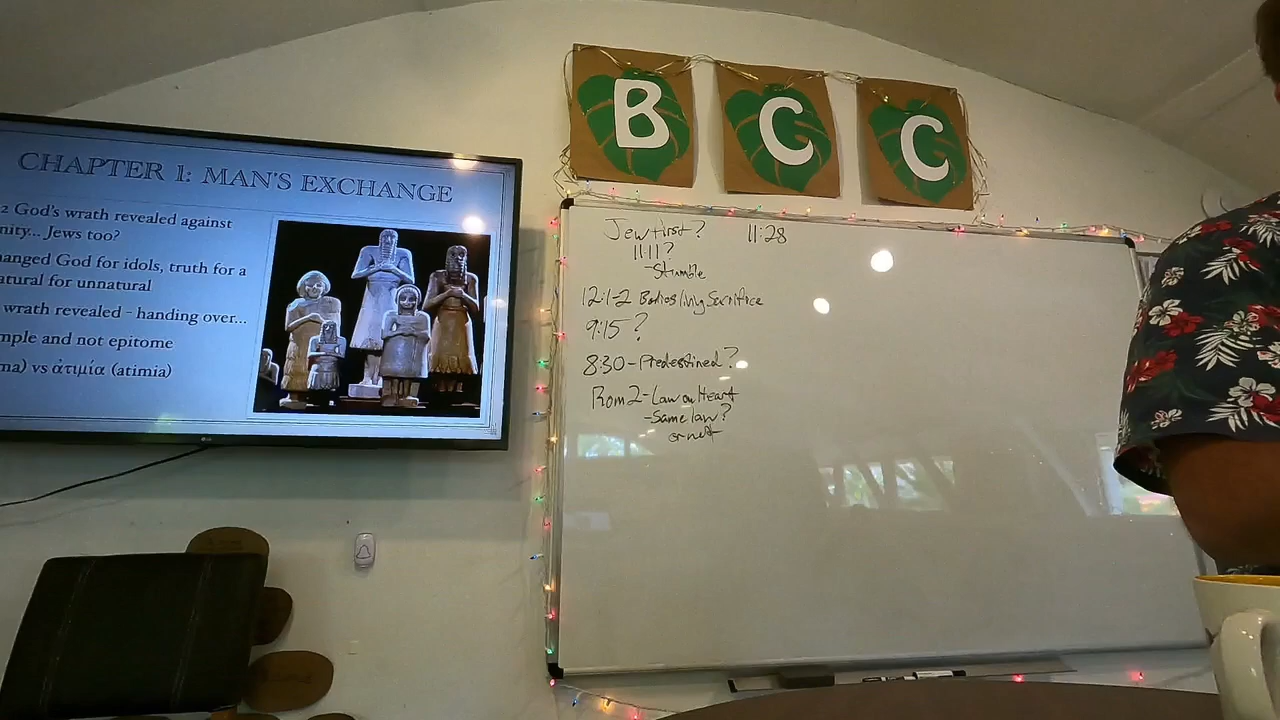 B C C
CHAPTER 1: MAN'S EXCHANGE
2 God's wrath revealed against
nity... Jews too?
hanged God for idols, truth for a
atural for unnatural
wrath revealed - handing over...
mple and not epitome
ma) vs ἀτιμία (atimia)
LG
Jew first? 11:28
11:11?
-Stumble
12:1-2 Bodies living Sacrifice
9:15?
8:30-Predestined?
Rom 2-Law on Heart
-Same law?
or not